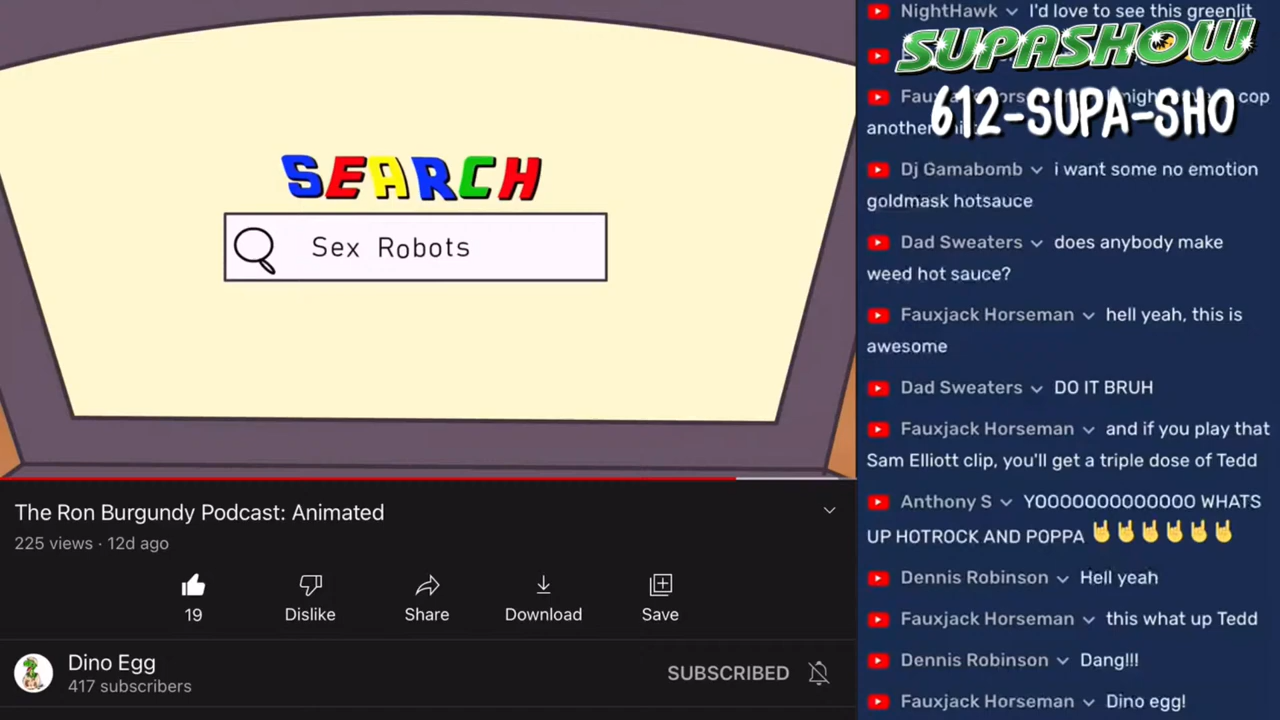 SEARCH
Sex Robots
The Ron Burgundy Podcast: Animated
225 views · 12d ago
19
Dislike
Share
Download
Save
Dino Egg
417 subscribers
SUBSCRIBED
NightHawk I'd love to see this greenlit
SUPASHOW
612-SUPA-SHO
cop
another
Dj Gamabomb i want some no emotion
goldmask hotsauce
Dad Sweaters does anybody make
weed hot sauce?
Fauxjack Horseman hell yeah, this is
awesome
Dad Sweaters DO IT BRUH
Fauxjack Horseman and if you play that
Sam Elliott clip, you'll get a triple dose of Tedd
Anthony S YOOOOOOOOOOOOO WHATS
UP HOTROCK AND POPPA 🤘🤘🤘🤘🤘🤘
Dennis Robinson Hell yeah
Fauxjack Horseman this what up Tedd
Dennis Robinson Dang!!!
Fauxjack Horseman Dino egg!